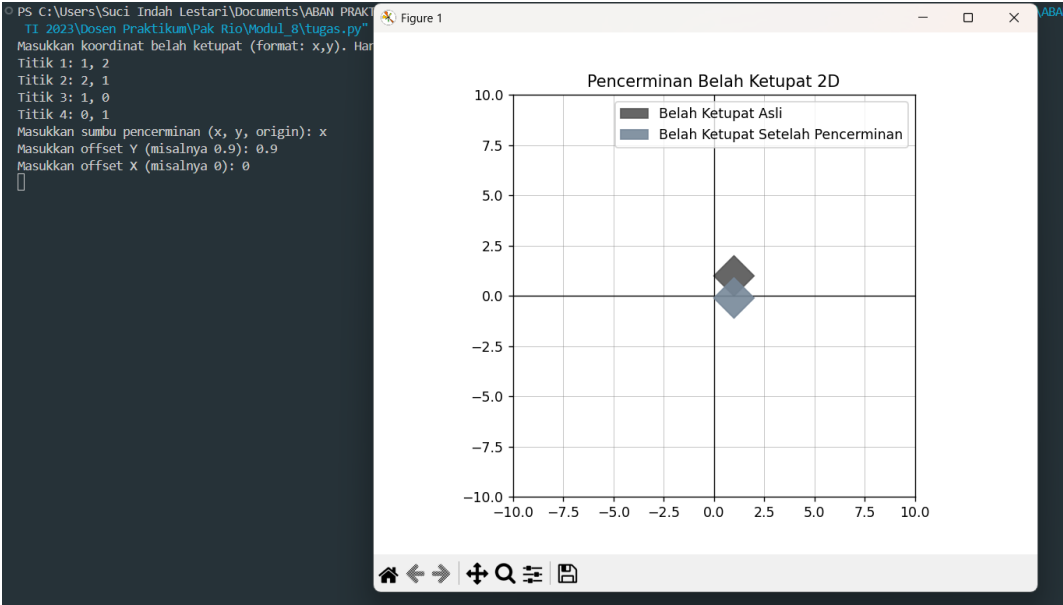 PS C:\Users\Suci Indah Lestari\Documents\ABAN PRAKT
TI 2023\Dosen Praktikum\Pak Rio\Modul_8\tugas.py"
Masukkan koordinat belah ketupat (format: x,y). Har
Titik 1: 1, 2
Titik 2: 2, 1
Titik 3: 1, 0
Titik 4: 0, 1
Masukkan sumbu pencerminan (x, y, origin): x
Masukkan offset Y (misalnya 0.9): 0.9
Masukkan offset X (misalnya 0): 0
Figure 1
\ABA
Pencerminan Belah Ketupat 2D
Belah Ketupat Asli
Belah Ketupat Setelah Pencerminan
10.0
7.5
5.0
2.5
0.0
−2.5
−5.0
−7.5
−10.0
−10.0 −7.5 −5.0 −2.5 0.0 2.5 5.0 7.5 10.0